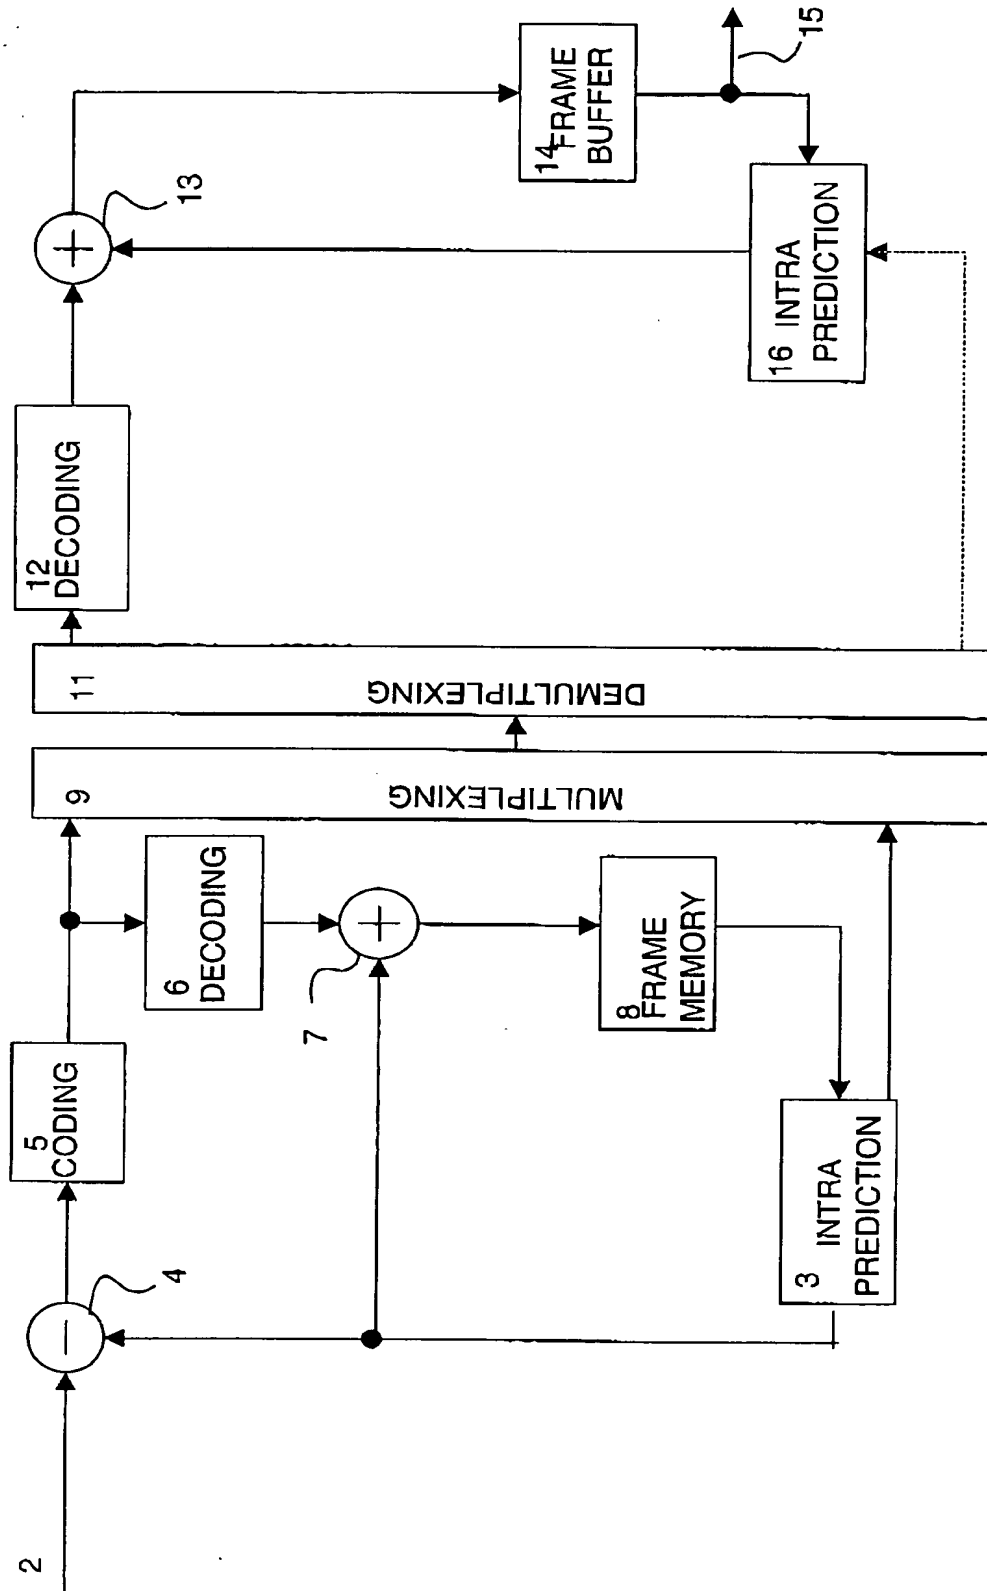 2
4
5
CODING
6
DECODING
7
8
FRAME
MEMORY
3
INTRA
PREDICTION
9
MULTIPLEXING
11
DEMULTIPLEXING
12
DECODING
13
14
FRAME
BUFFER
15
16 INTRA
PREDICTION